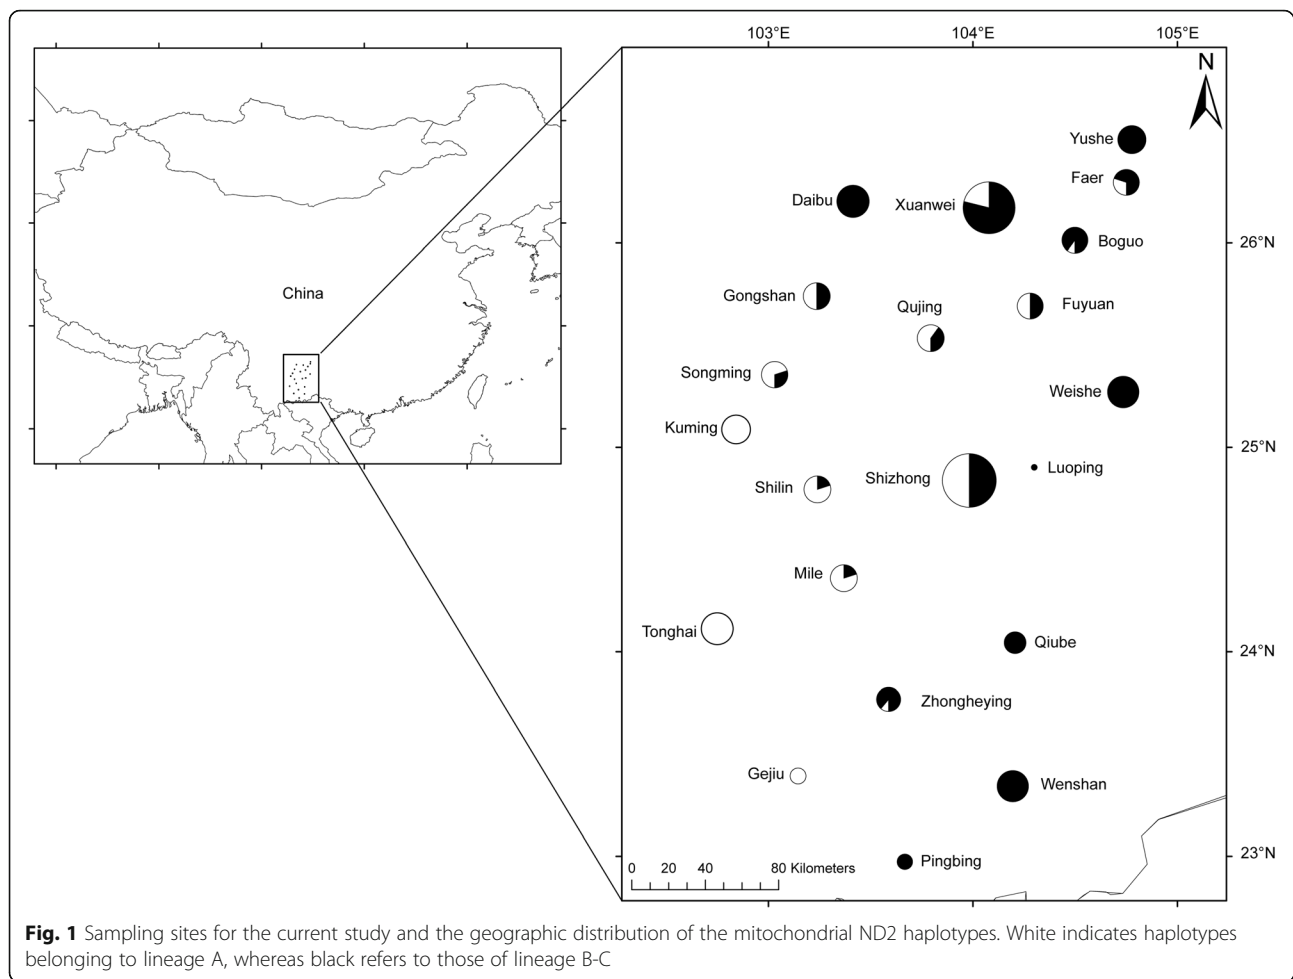 103°E 104°E 105°E
N
Yushe
Faer
Daibu
Xuanwei
Boguo
26°N
China
Gongshan
Qujing
Fuyuan
Songming
Weishe
Kuming
25°N
Shizhong
Luoping
Shilin
Mile
Tonghai
24°N
Qiube
Zhongheying
Gejiu
Wenshan
23°N
Pingbing
0 20 40 80 Kilometers
Fig. 1 Sampling sites for the current study and the geographic distribution of the mitochondrial ND2 haplotypes. White indicates haplotypes
belonging to lineage A, whereas black refers to those of lineage B-C